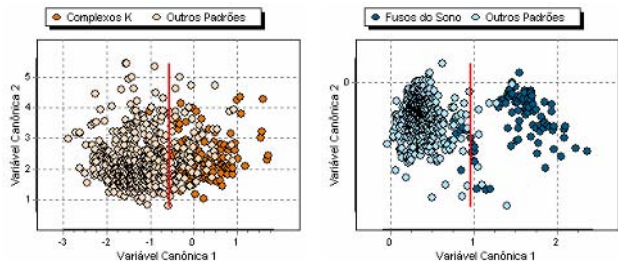 Complexos K Outros Padrões
Variável Canônica 2
5
4
3
2
1
-3 -2 -1 0 1
Variável Canônica 1
Fusos do Sono Outros Padrões
Variável Canônica 2
0
0 1 2
Variável Canônica 1